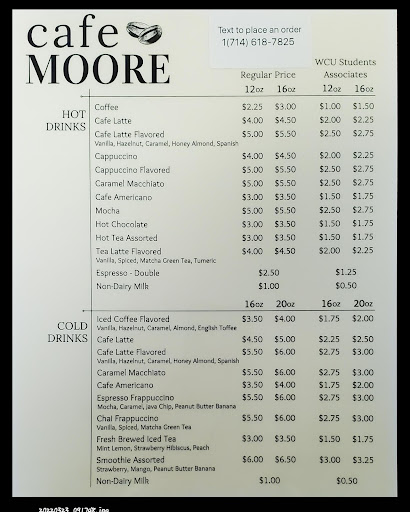 cafe
MOORE
Text to place an order
1(714) 618-7825
WCU Students
Regular Price Associates
12oz 16oz 12oz 16oz
HOT
DRINKS
Coffee $2.25 $3.00 $1.00 $1.50
Cafe Latte $4.00 $4.50 $2.00 $2.25
Cafe Latte Flavored $5.00 $5.50 $2.50 $2.75
Vanilla, Hazelnut, Caramel, Honey Almond, Spanish
Cappuccino $4.00 $4.50 $2.00 $2.25
Cappuccino Flavored $5.00 $5.50 $2.50 $2.75
Caramel Macchiato $5.00 $5.50 $2.50 $2.75
Cafe Americano $3.00 $3.50 $1.50 $1.75
Mocha $5.00 $5.50 $2.50 $2.75
Hot Chocolate $3.00 $3.50 $1.50 $1.75
Hot Tea Assorted $3.00 $3.50 $1.50 $1.75
Tea Latte Flavored $4.00 $4.50 $2.00 $2.25
Vanilla, Spiced, Matcha Green Tea, Tumeric
Espresso - Double $2.50 $1.25
Non-Dairy Milk $1.00 $0.50
16oz 20oz 16oz 20oz
COLD
DRINKS
Iced Coffee Flavored $3.50 $4.00 $1.75 $2.00
Vanilla, Hazelnut, Caramel, Almond, English Toffee
Cafe Latte $4.50 $5.00 $2.25 $2.50
Cafe Latte Flavored $5.50 $6.00 $2.75 $3.00
Vanilla, Hazelnut, Caramel, Honey Almond, Spanish
Caramel Macchiato $5.50 $6.00 $2.75 $3.00
Cafe Americano $3.50 $4.00 $1.75 $2.00
Espresso Frappuccino $5.50 $6.00 $2.75 $3.00
Mocha, Caramel, Java Chip, Peanut Butter Banana
Chai Frappuccino $5.50 $6.00 $2.75 $3.00
Vanilla, Spiced, Matcha Green Tea
Fresh Brewed Iced Tea $3.00 $3.50 $1.50 $1.75
Mint Lemon, Strawberry Hibiscus, Peach
Smoothie Assorted $6.00 $6.50 $3.00 $3.25
Strawberry, Mango, Peanut Butter Banana
Non-Dairy Milk $1.00 $0.50